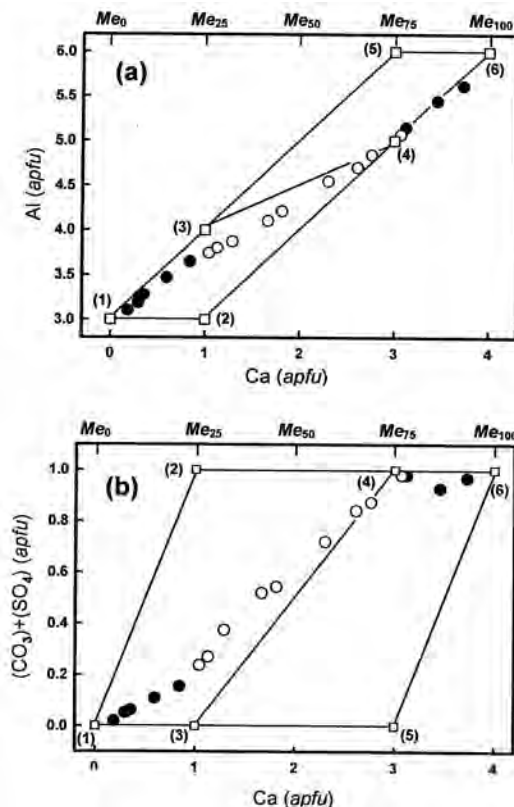 Me₀ Me₂₅ Me₅₀ Me₇₅ Me₁₀₀
(a)
6.0
5.5
5.0
4.5
4.0
3.5
3.0
Al (apfu)
(5)
(6)
(4)
(3)
(1)
(2)
0 1 2 3 4
Ca (apfu)
Me₀ Me₂₅ Me₅₀ Me₇₅ Me₁₀₀
(b)
1.0
0.8
0.6
0.4
0.2
0.0
(CO₃)+(SO₄) (apfu)
(2)
(4)
(6)
(1)
(3)
(5)
0 1 2 3 4
Ca (apfu)